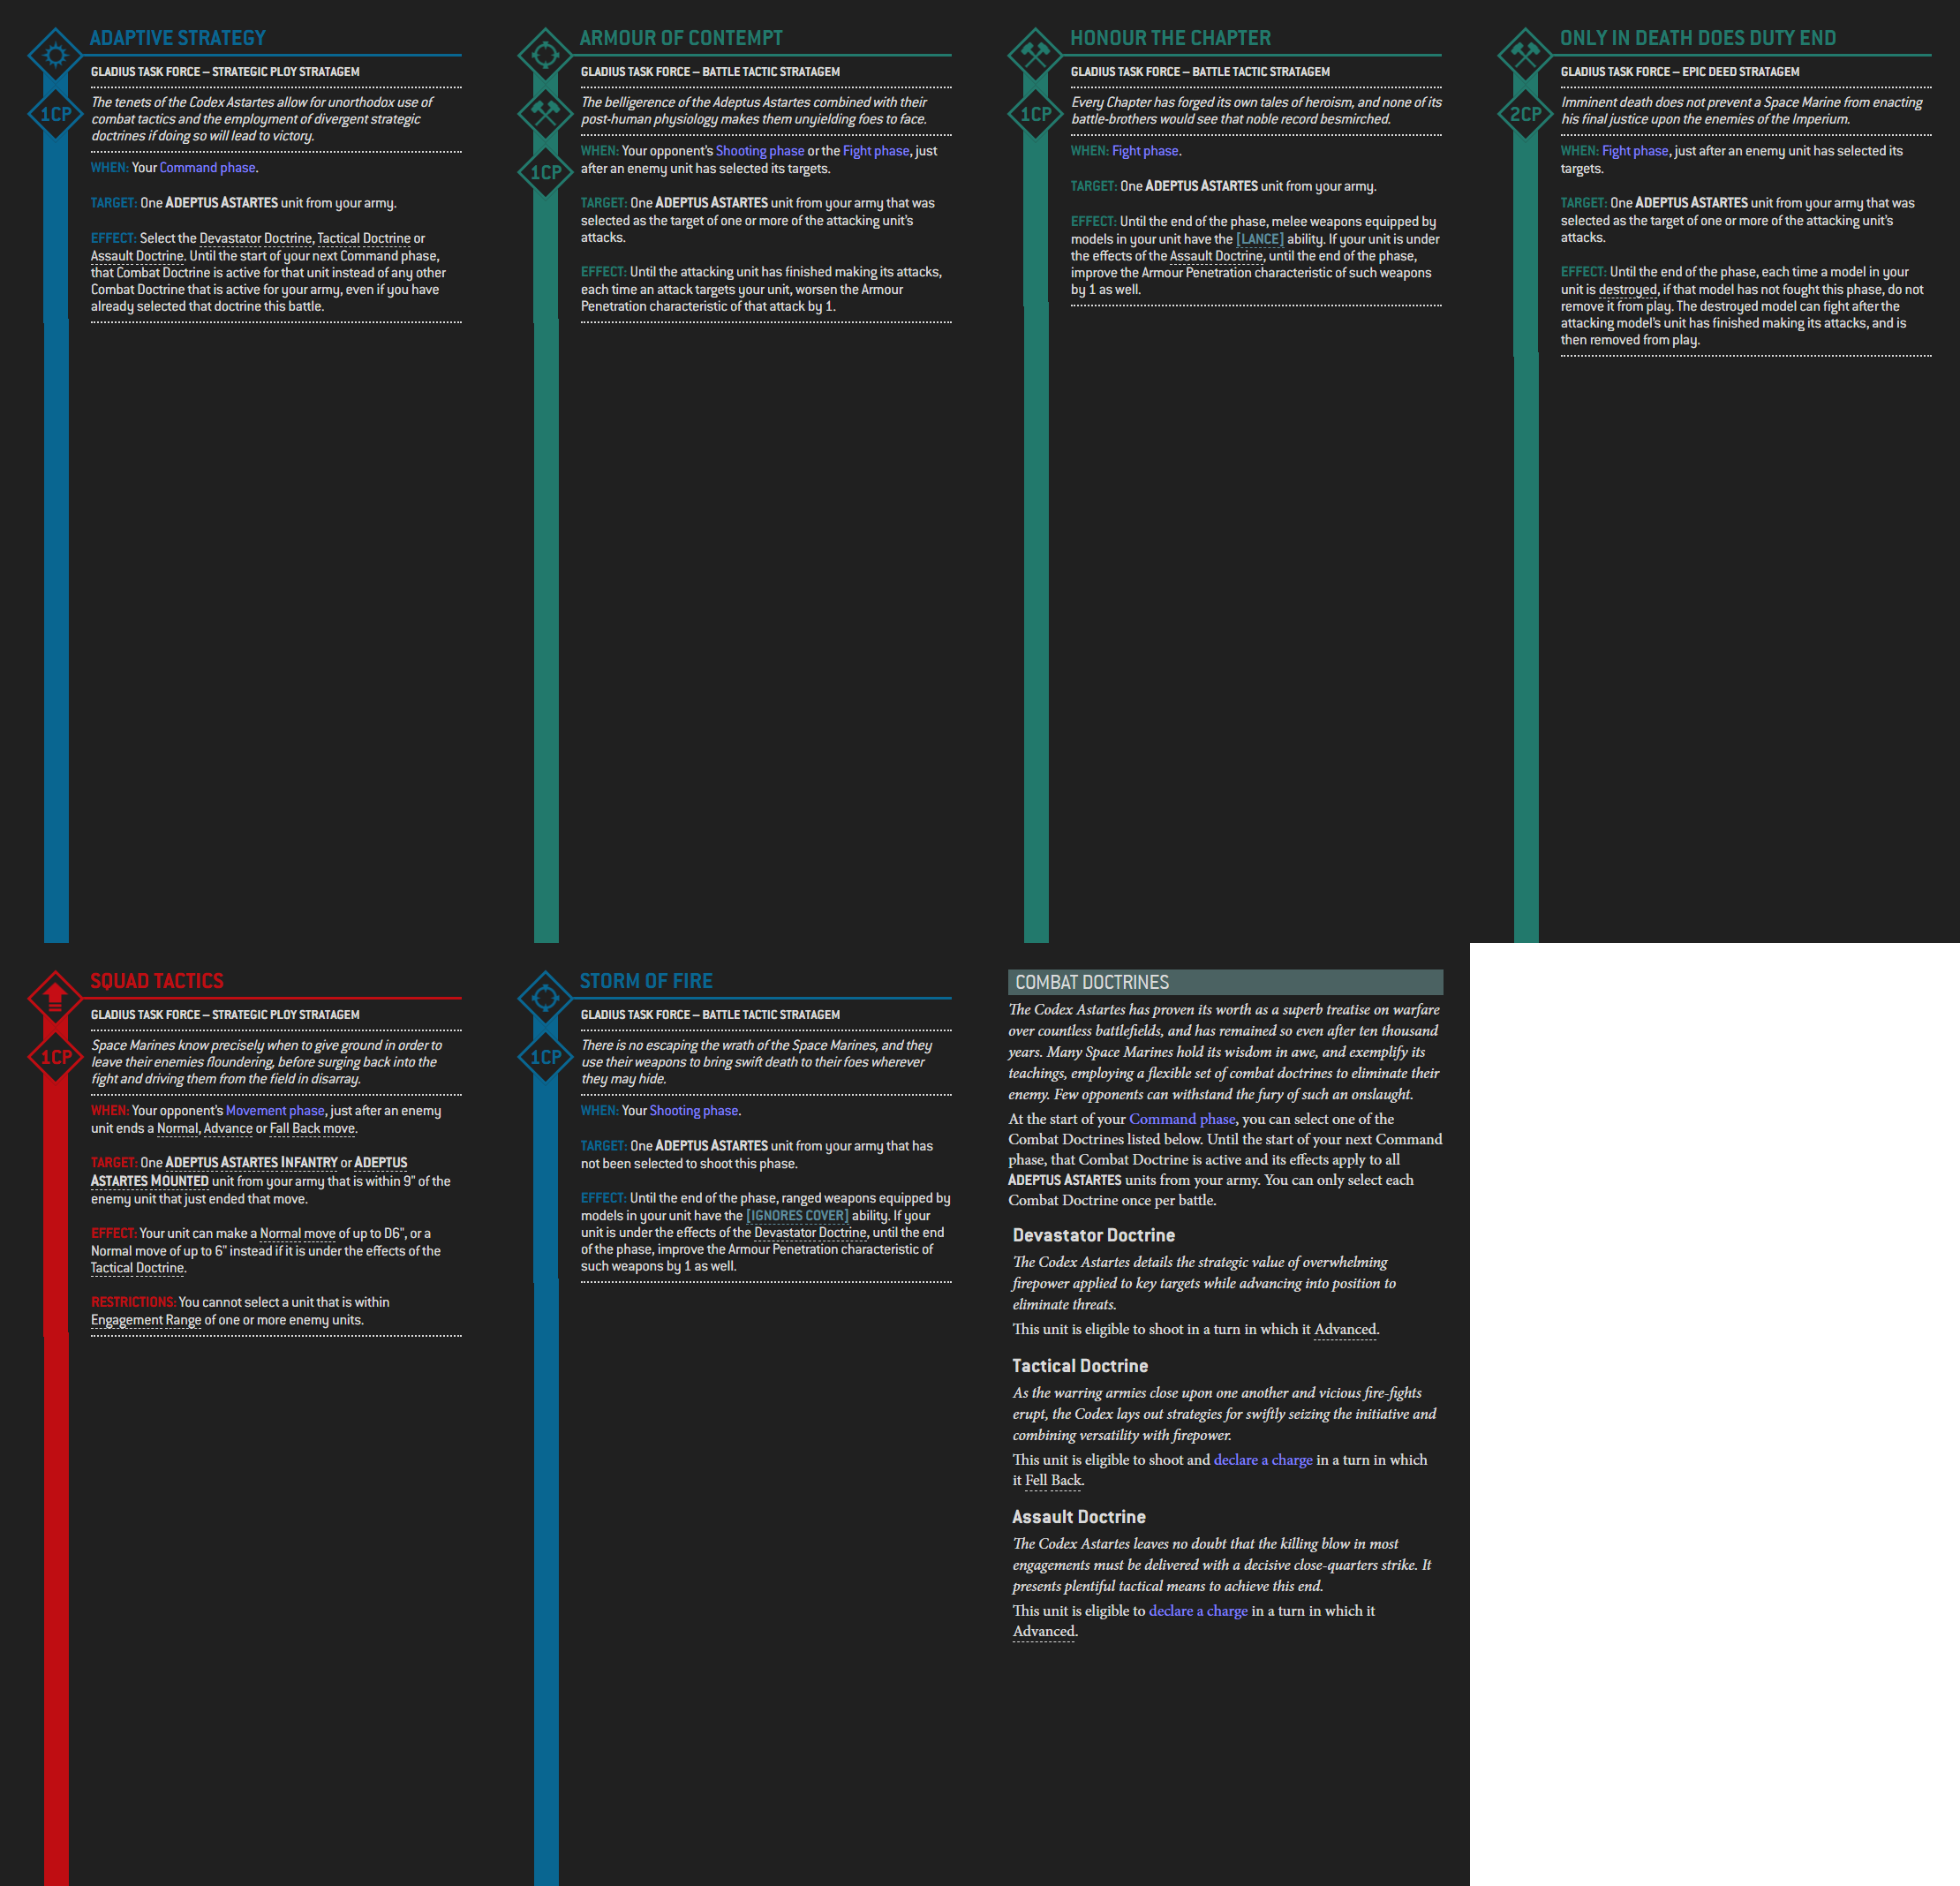 ADAPTIVE STRATEGY
1CP
GLADIUS TASK FORCE – STRATEGIC PLOY STRATAGEM
The tenets of the Codex Astartes allow for unorthodox use of
combat tactics and the employment of divergent strategic
doctrines if doing so will lead to victory.
WHEN: Your Command phase.
TARGET: One ADEPTUS ASTARTES unit from your army.
EFFECT: Select the Devastator Doctrine, Tactical Doctrine or
Assault Doctrine. Until the start of your next Command phase,
that Combat Doctrine is active for that unit instead of any other
Combat Doctrine that is active for your army, even if you have
already selected that doctrine this battle.
ARMOUR OF CONTEMPT
1CP
GLADIUS TASK FORCE – BATTLE TACTIC STRATAGEM
The belligerence of the Adeptus Astartes combined with their
post-human physiology makes them unyielding foes to face.
WHEN: Your opponent's Shooting phase or the Fight phase, just
after an enemy unit has selected its targets.
TARGET: One ADEPTUS ASTARTES unit from your army that was
selected as the target of one or more of the attacking unit's
attacks.
EFFECT: Until the attacking unit has finished making its attacks,
each time an attack targets your unit, worsen the Armour
Penetration characteristic of that attack by 1.
HONOUR THE CHAPTER
1CP
GLADIUS TASK FORCE – BATTLE TACTIC STRATAGEM
Every Chapter has forged its own tales of heroism, and none of its
battle-brothers would see that noble record besmirched.
WHEN: Fight phase.
TARGET: One ADEPTUS ASTARTES unit from your army.
EFFECT: Until the end of the phase, melee weapons equipped by
models in your unit have the [LANCE] ability. If your unit is under
the effects of the Assault Doctrine, until the end of the phase,
improve the Armour Penetration characteristic of such weapons
by 1 as well.
ONLY IN DEATH DOES DUTY END
2CP
GLADIUS TASK FORCE – EPIC DEED STRATAGEM
Imminent death does not prevent a Space Marine from enacting
his final justice upon the enemies of the Imperium.
WHEN: Fight phase, just after an enemy unit has selected its
targets.
TARGET: One ADEPTUS ASTARTES unit from your army that was
selected as the target of one or more of the attacking unit's
attacks.
EFFECT: Until the end of the phase, each time a model in your
unit is destroyed, if that model has not fought this phase, do not
remove it from play. The destroyed model can fight after the
attacking model's unit has finished making its attacks, and is
then removed from play.
SQUAD TACTICS
1CP
GLADIUS TASK FORCE – STRATEGIC PLOY STRATAGEM
Space Marines know precisely when to give ground in order to
leave their enemies floundering, before surging back into the
fight and driving them from the field in disarray.
WHEN: Your opponent's Movement phase, just after an enemy
unit ends a Normal, Advance or Fall Back move.
TARGET: One ADEPTUS ASTARTES INFANTRY or ADEPTUS
ASTARTES MOUNTED unit from your army that is within 9" of the
enemy unit that just ended that move.
EFFECT: Your unit can make a Normal move of up to D6", or a
Normal move of up to 6" instead if it is under the effects of the
Tactical Doctrine.
RESTRICTIONS: You cannot select a unit that is within
Engagement Range of one or more enemy units.
STORM OF FIRE
1CP
GLADIUS TASK FORCE – BATTLE TACTIC STRATAGEM
There is no escaping the wrath of the Space Marines, and they
use their weapons to bring swift death to their foes wherever
they may hide.
WHEN: Your Shooting phase.
TARGET: One ADEPTUS ASTARTES unit from your army that has
not been selected to shoot this phase.
EFFECT: Until the end of the phase, ranged weapons equipped by
models in your unit have the [IGNORES COVER] ability. If your
unit is under the effects of the Devastator Doctrine, until the end
of the phase, improve the Armour Penetration characteristic of
such weapons by 1 as well.
COMBAT DOCTRINES
The Codex Astartes has proven its worth as a superb treatise on warfare
over countless battlefields, and has remained so even after ten thousand
years. Many Space Marines hold its wisdom in awe, and exemplify its
teachings, employing a flexible set of combat doctrines to eliminate their
enemy. Few opponents can withstand the fury of such an onslaught.
At the start of your Command phase, you can select one of the
Combat Doctrines listed below. Until the start of your next Command
phase, that Combat Doctrine is active and its effects apply to all
ADEPTUS ASTARTES units from your army. You can only select each
Combat Doctrine once per battle.
Devastator Doctrine
The Codex Astartes details the strategic value of overwhelming
firepower applied to key targets while advancing into position to
eliminate threats.
This unit is eligible to shoot in a turn in which it Advanced.
Tactical Doctrine
As the warring armies close upon one another and vicious fire-fights
erupt, the Codex lays out strategies for swiftly seizing the initiative and
combining versatility with firepower.
This unit is eligible to shoot and declare a charge in a turn in which
it Fell Back.
Assault Doctrine
The Codex Astartes leaves no doubt that the killing blow in most
engagements must be delivered with a decisive close-quarters strike. It
presents plentiful tactical means to achieve this end.
This unit is eligible to declare a charge in a turn in which it
Advanced.